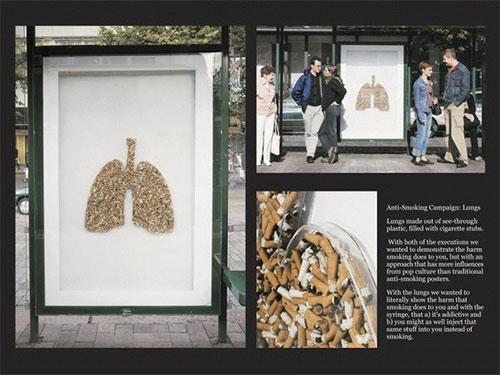 Anti-Smoking Campaign: Lungs
Lungs made out of see-through
plastic, filled with cigarette stubs.
With both of the executions we
wanted to demonstrate the harm
smoking does to you, but with an
approach that has more influences
from pop culture than traditional
anti-smoking posters.
With the lungs we wanted to
literally show the harm that
smoking does to you and with the
syringe, that a) it's addictive and
b) you might as well inject that
same stuff into you instead of
smoking.